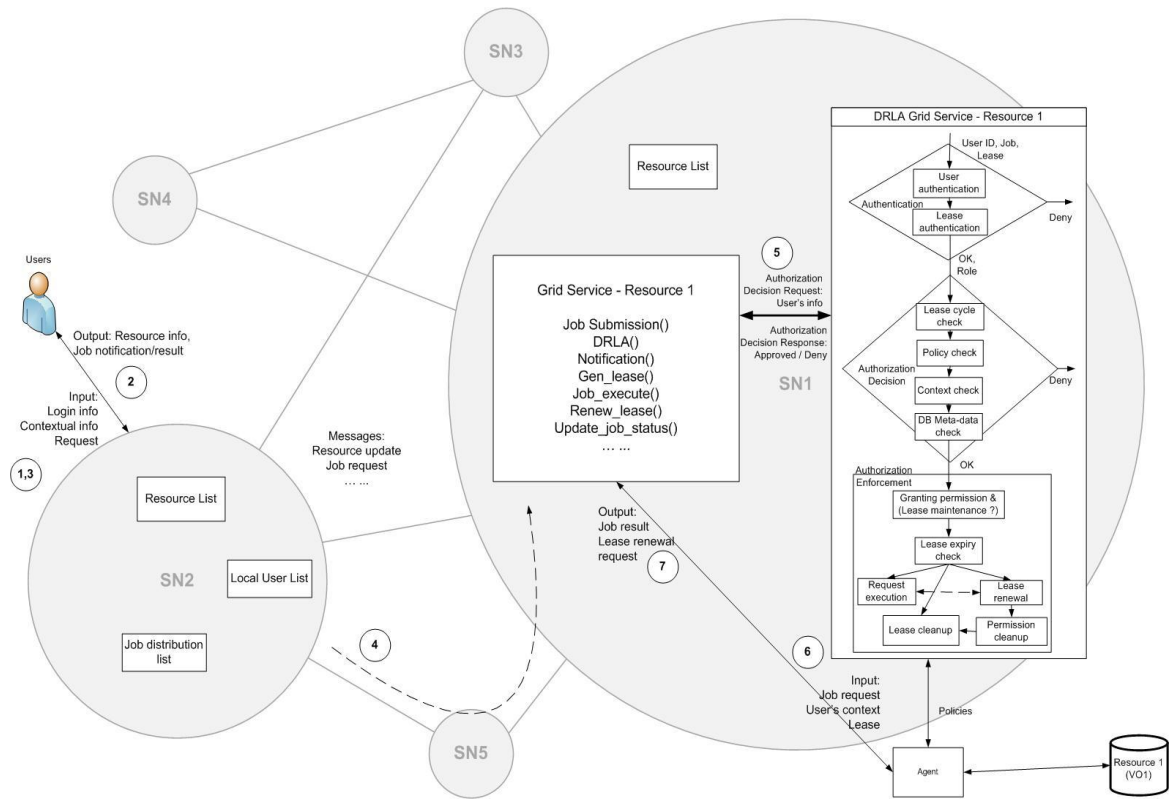 SN3
SN4
Users
Output: Resource info,
Job notification/result
2
Input:
Login info
Contextual info
Request
1,3
Resource List
SN2
Local User List
Job distribution
list
Messages:
Resource update
Job request
... ...
4
SN5
Resource List
Grid Service - Resource 1
Job Submission()
DRLA()
Notification()
Gen_lease()
Job_execute()
Renew_lease()
Update_job_status()
... ...
5
Authorization
Decision Request:
User's info
Authorization
Decision Response:
Approved / Deny
SN1
Output:
Job result
Lease renewal
request
7
6
Input:
Job request
User's context
Lease
DRLA Grid Service - Resource 1
User ID, Job,
Lease
User
authentication
Authentication
Lease
authentication
Deny
OK,
Role
Lease cycle
check
Policy check
Authorization
Decision
Context check
Deny
DB Meta-data
check
OK
Authorization
Enforcement
Granting permission &
(Lease maintenance ?)
Lease expiry
check
Request
execution
Lease
renewal
Lease cleanup
Permission
cleanup
Policies
Agent
Resource 1
(VO1)